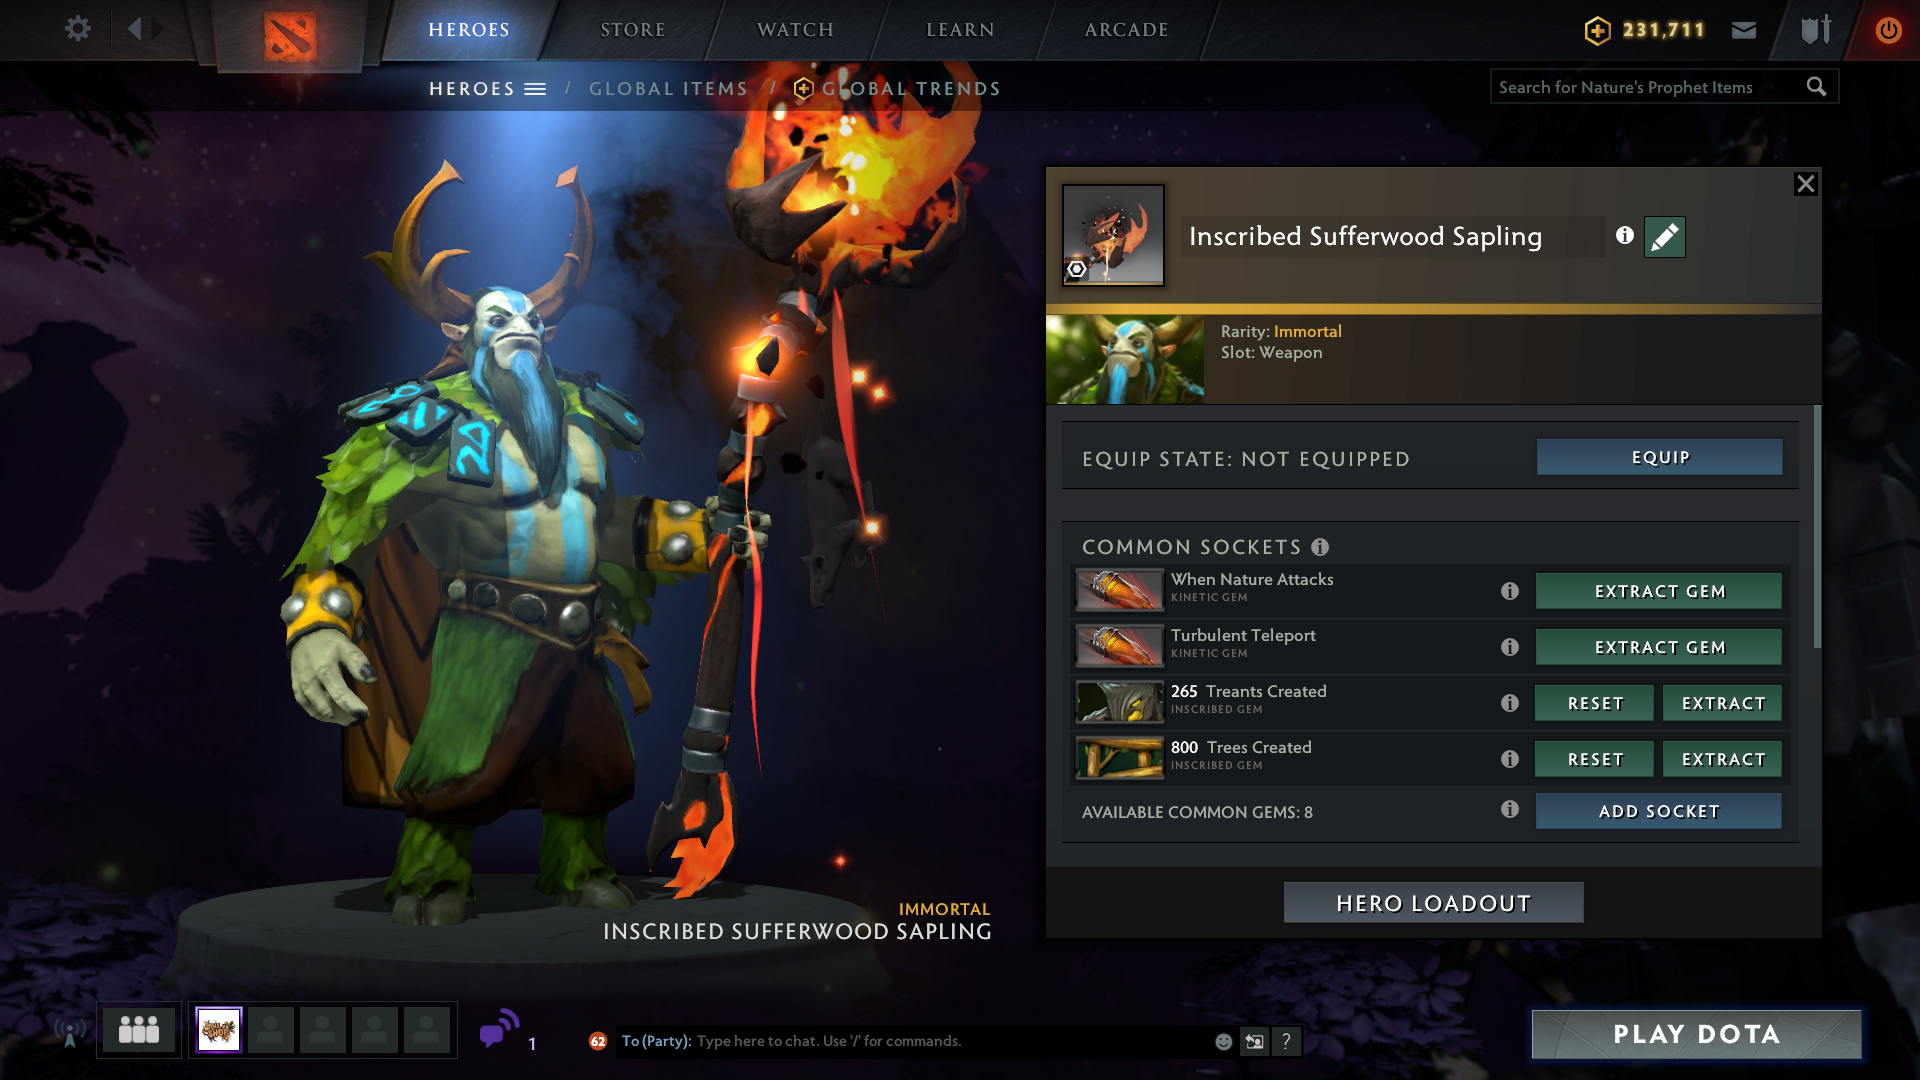 HEROES
STORE
WATCH
LEARN
ARCADE
231,711
HEROES / GLOBAL ITEMS / GLOBAL TRENDS
Search for Nature's Prophet Items
Inscribed Sufferwood Sapling
Rarity: Immortal
Slot: Weapon
EQUIP STATE: NOT EQUIPPED
EQUIP
COMMON SOCKETS
When Nature Attacks
KINETIC GEM
EXTRACT GEM
Turbulent Teleport
KINETIC GEM
EXTRACT GEM
265 Treants Created
INSCRIBED GEM
RESET
EXTRACT
800 Trees Created
INSCRIBED GEM
RESET
EXTRACT
AVAILABLE COMMON GEMS: 8
ADD SOCKET
HERO LOADOUT
IMMORTAL
INSCRIBED SUFFERWOOD SAPLING
1
62
To (Party): Type here to chat. Use '/' for commands.
?
PLAY DOTA